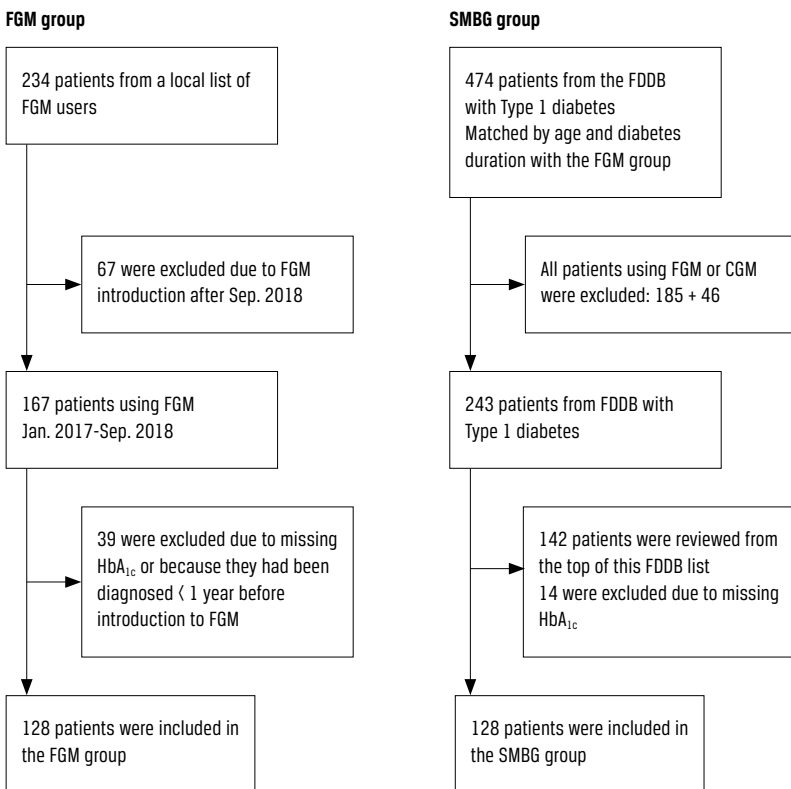 FGM group
234 patients from a local list of
FGM users
67 were excluded due to FGM
introduction after Sep. 2018
167 patients using FGM
Jan. 2017-Sep. 2018
39 were excluded due to missing
HbA1c or because they had been
diagnosed < 1 year before
introduction to FGM
128 patients were included in
the FGM group
SMBG group
474 patients from the FDDB
with Type 1 diabetes
Matched by age and diabetes
duration with the FGM group
All patients using FGM or CGM
were excluded: 185 + 46
243 patients from FDDB with
Type 1 diabetes
142 patients were reviewed from
the top of this FDDB list
14 were excluded due to missing
HbA1c
128 patients were included in
the SMBG group